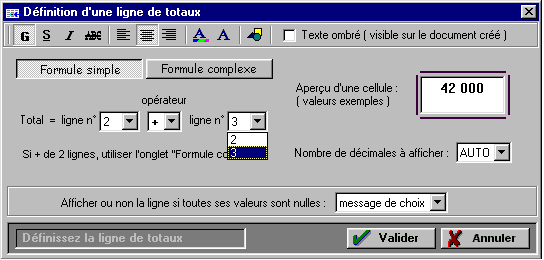 Définition d'une ligne de totaux
G S I ABC A A Texte ombré ( visible sur le document créé )
Formule simple Formule complexe
Aperçu d'une cellule :
( valeurs exemples )
42 000
opérateur
Total = ligne n° 2 + ligne n° 3
2
3
Si + de 2 lignes, utiliser l'onglet "Formule co
Nombre de décimales à afficher : AUTO
Afficher ou non la ligne si toutes ses valeurs sont nulles : message de choix
Définissez la ligne de totaux
Valider
Annuler